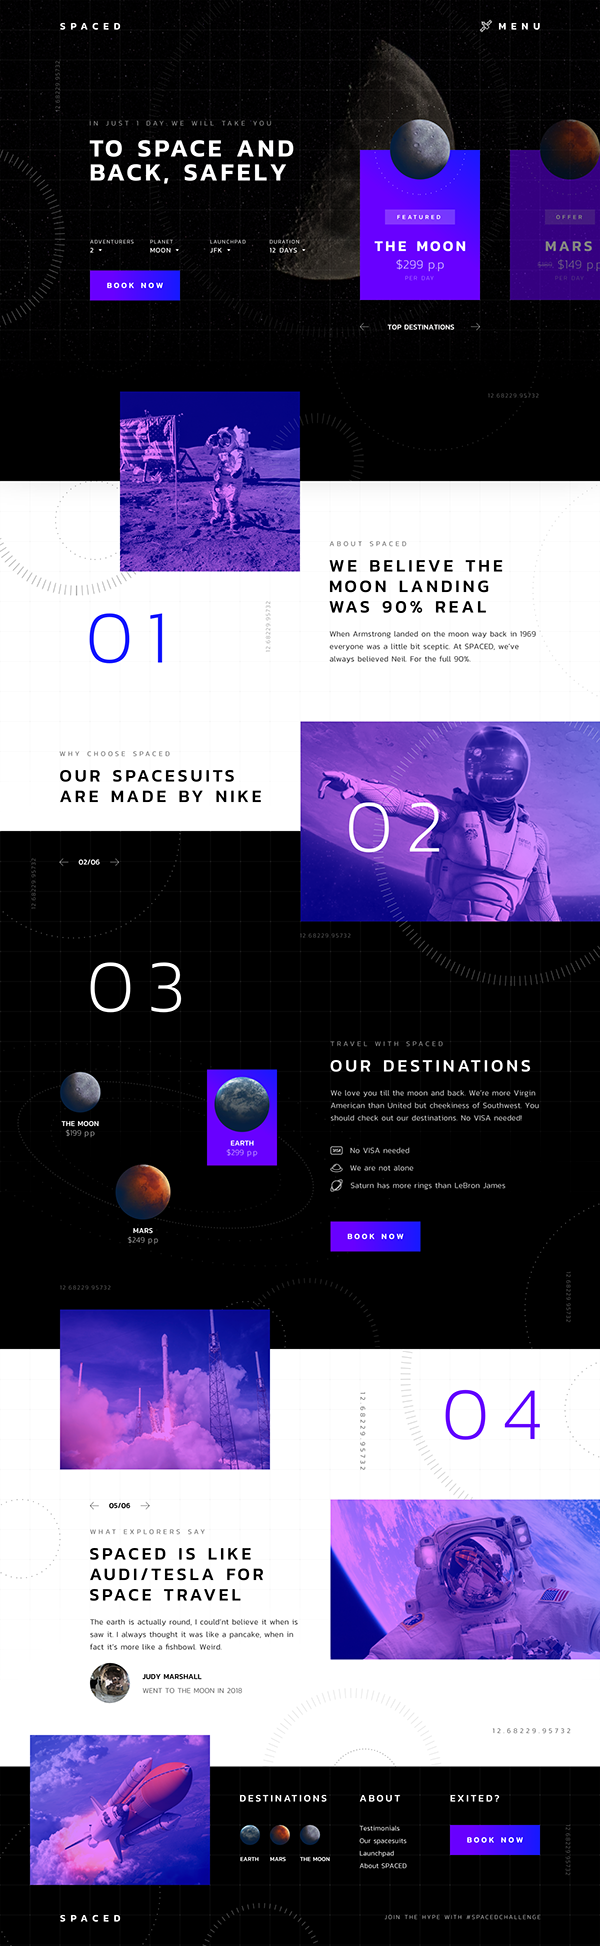 SPACED
MENU
12.68229.95732
IN JUST 1 DAY WE WILL TAKE YOU
TO SPACE AND
BACK, SAFELY
ADVENTURERS
2
PLANET
MOON
LAUNCHPAD
JFK
DURATION
12 DAYS
BOOK NOW
FEATURED
THE MOON
$299 p.p
PER DAY
OFFER
MARS
$149 p.p
PER DAY
TOP DESTINATIONS
12.68229.95732
ABOUT SPACED
WE BELIEVE THE
MOON LANDING
WAS 90% REAL
When Armstrong landed on the moon way back in 1969
everyone was a little bit sceptic. At SPACED, we've
always believed Neil. For the full 90%.
01
12.68229.95732
WHY CHOOSE SPACED
OUR SPACESUITS
ARE MADE BY NIKE
02
02/06
12.68229.95732
12.68229.95732
03
TRAVEL WITH SPACED
OUR DESTINATIONS
We love you till the moon and back. We're more Virgin
American than United but cheekiness of Southwest. You
should check out our destinations. No VISA needed!
No VISA needed
We are not alone
Saturn has more rings than LeBron James
BOOK NOW
THE MOON
$199 p.p
EARTH
$299 p.p
MARS
$249 p.p
12.68229.95732
12.68229.95732
04
12.68229.95732
05/06
WHAT EXPLORERS SAY
SPACED IS LIKE
AUDI/TESLA FOR
SPACE TRAVEL
The earth is actually round, I could'nt believe it when is
saw it. I always thought it was like a pancake, when in
fact it's more like a fishbowl. Weird.
JUDY MARSHALL
WENT TO THE MOON IN 2018
12.68229.95732
DESTINATIONS
EARTH
MARS
THE MOON
ABOUT
Testimonials
Our spacesuits
Launchpad
About SPACED
EXITED?
BOOK NOW
12.68229.95732
SPACED
JOIN THE HYPE WITH #SPACEDCHALLENGE